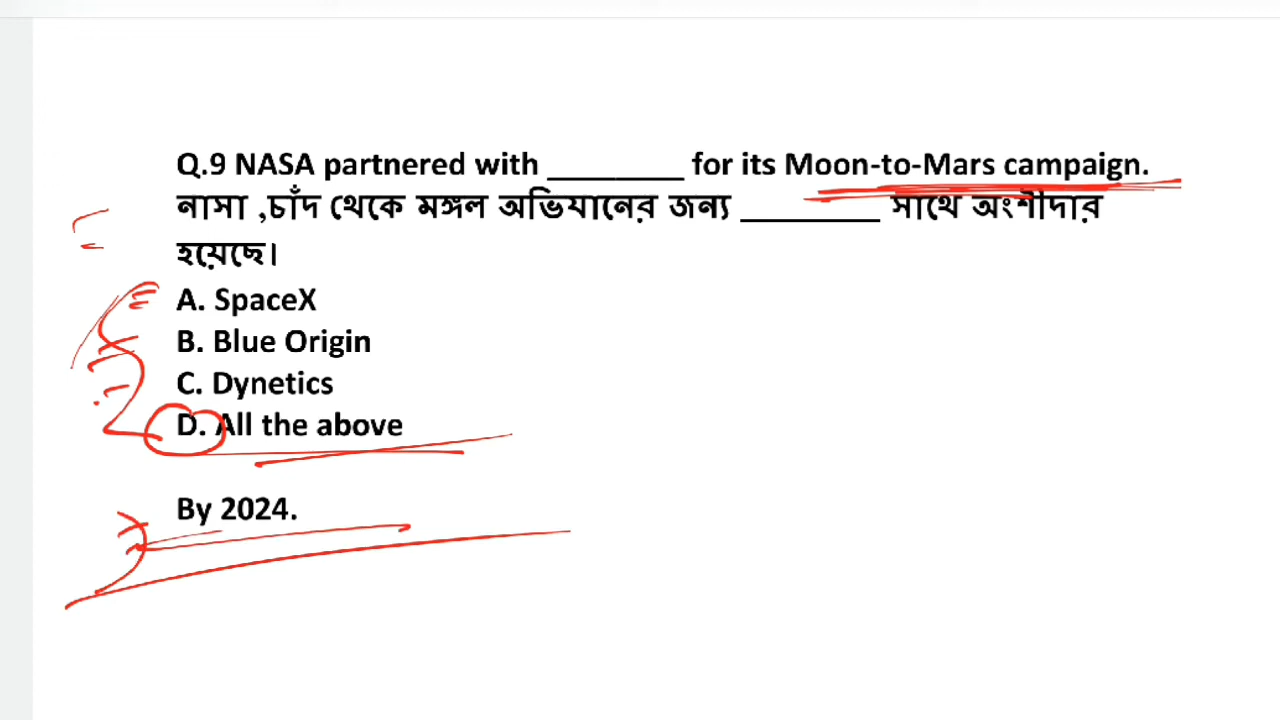 Q.9 NASA partnered with ________ for its Moon-to-Mars campaign.
নাসা ,চাঁদ থেকে মঙ্গল অভিযানের জন্য ________ সাথে অংশীদার
হয়েছে।
A. SpaceX
B. Blue Origin
C. Dynetics
D. All the above
By 2024.